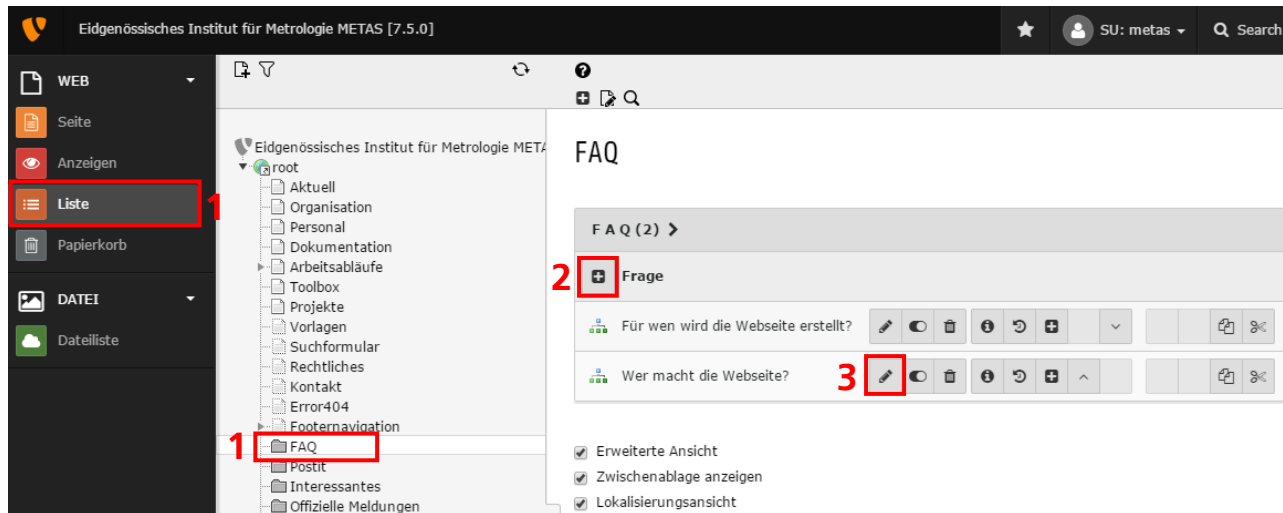 Eidgenössisches Institut für Metrologie METAS [7.5.0]
SU: metas
Search
WEB
Seite
Anzeigen
Liste
1
Papierkorb
DATEI
Dateiliste
Eidgenössisches Institut für Metrologie META
root
Aktuell
Organisation
Personal
Dokumentation
Arbeitsabläufe
Toolbox
Projekte
Vorlagen
Suchformular
Rechtliches
Kontakt
Error404
Footernavigation
1
FAQ
Postit
Interessantes
Offizielle Meldungen
FAQ
FAQ (2)
2
Frage
Für wen wird die Webseite erstellt?
Wer macht die Webseite?
3
Erweiterte Ansicht
Zwischenablage anzeigen
Lokalisierungsansicht